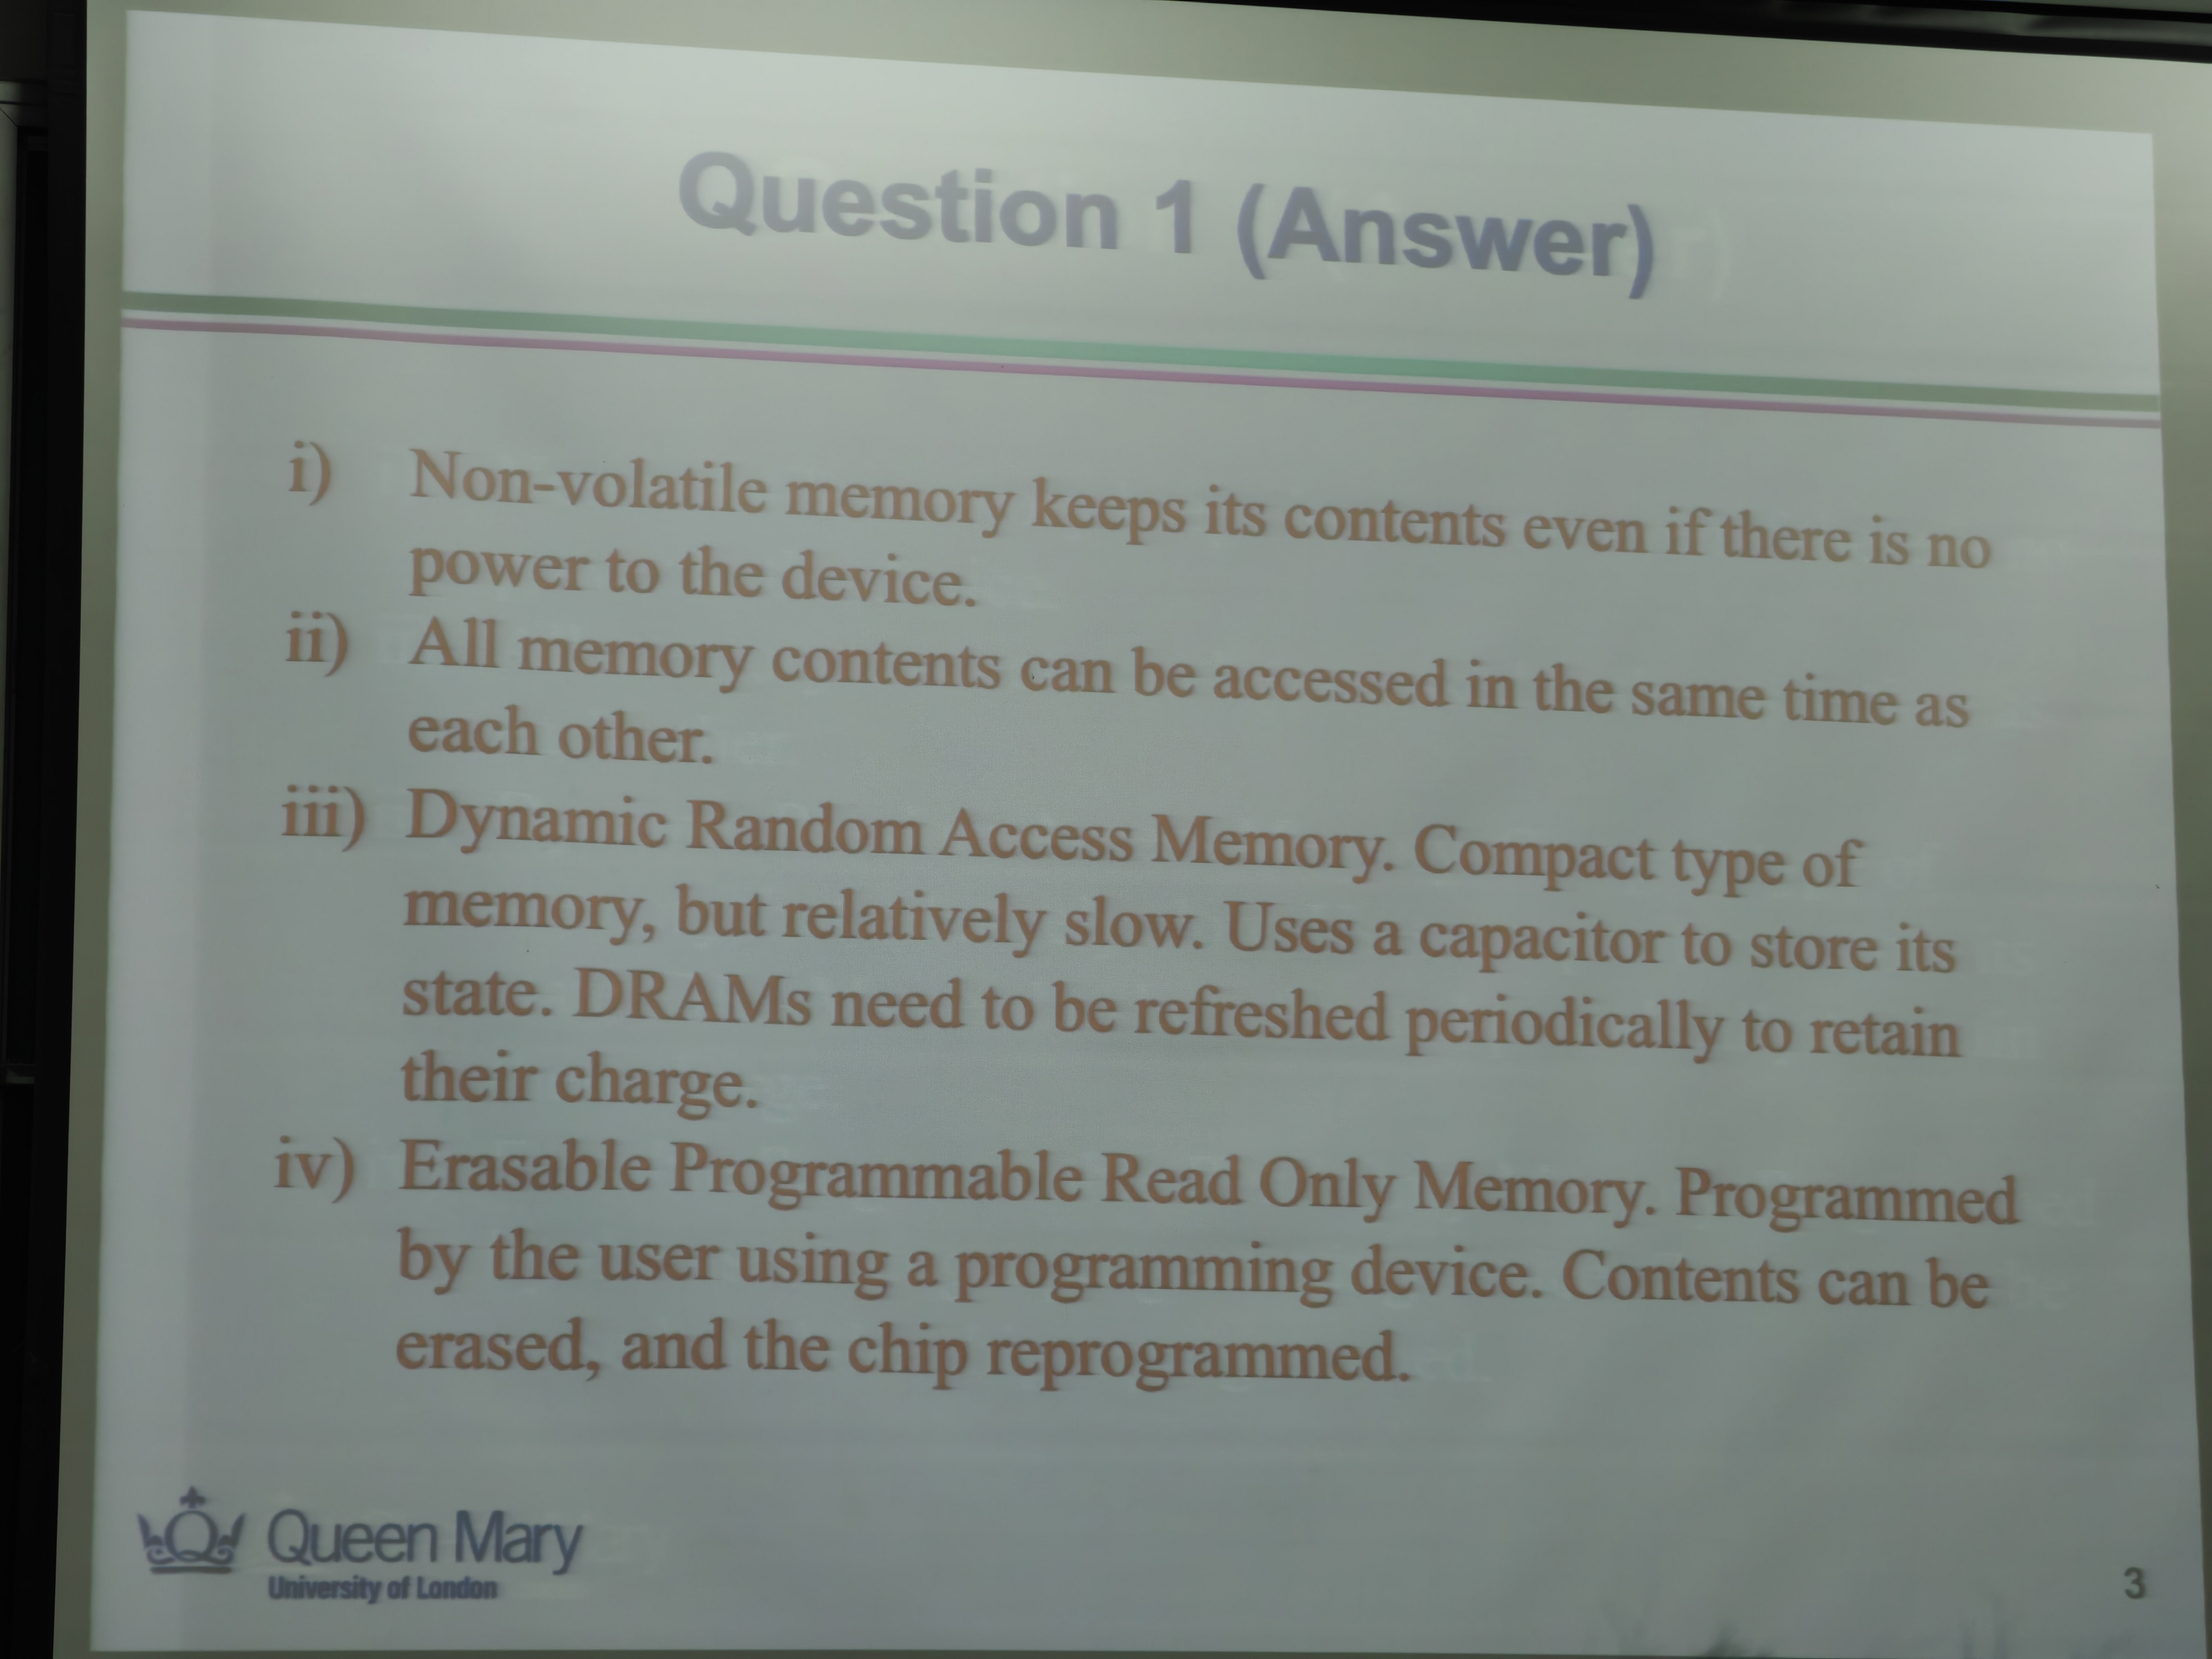 Question 1 (Answer)
i) Non-volatile memory keeps its contents even if there is no
power to the device.
ii) All memory contents can be accessed in the same time as
each other.
iii) Dynamic Random Access Memory. Compact type of
memory, but relatively slow. Uses a capacitor to store its
state. DRAMs need to be refreshed periodically to retain
their charge.
iv) Erasable Programmable Read Only Memory. Programmed
by the user using a programming device. Contents can be
erased, and the chip reprogrammed.
Queen Mary
University of London
3